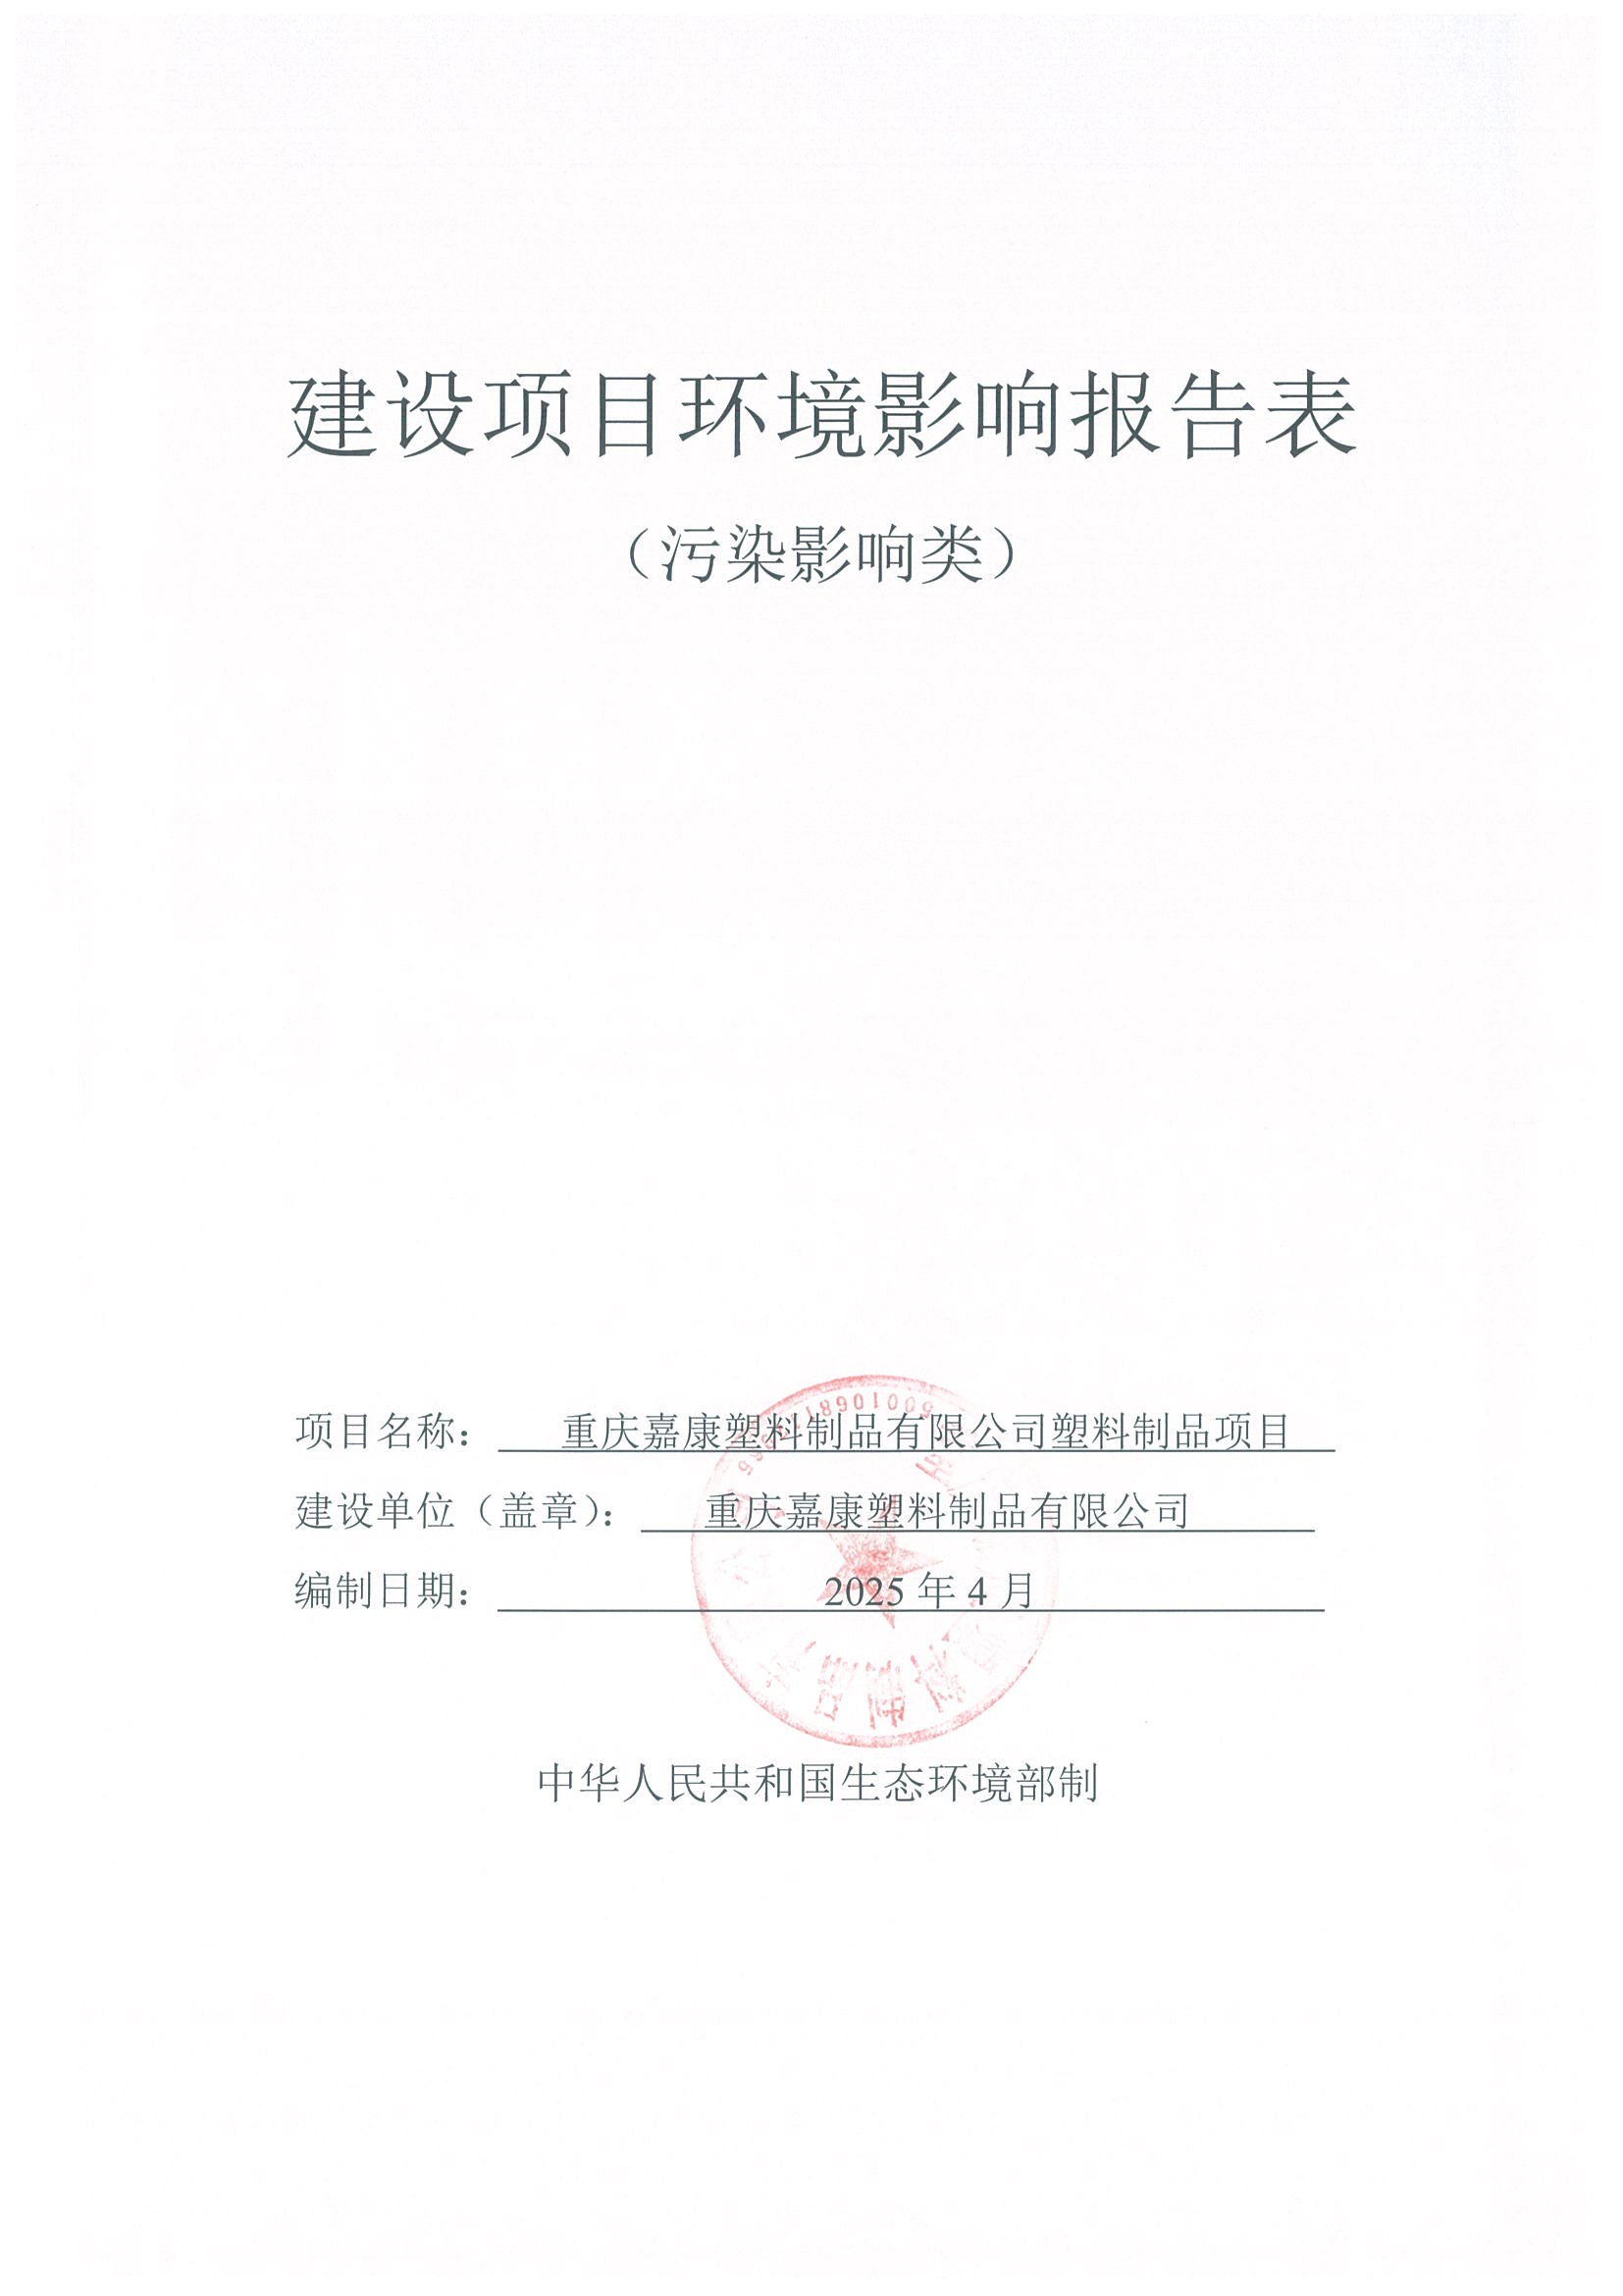 建设项目环境影响报告表
（污染影响类）
项目名称： 重庆嘉康塑料制品有限公司塑料制品项目
建设单位（盖章）： 重庆嘉康塑料制品有限公司
编制日期： 2025 年 4 月
中华人民共和国生态环境部制